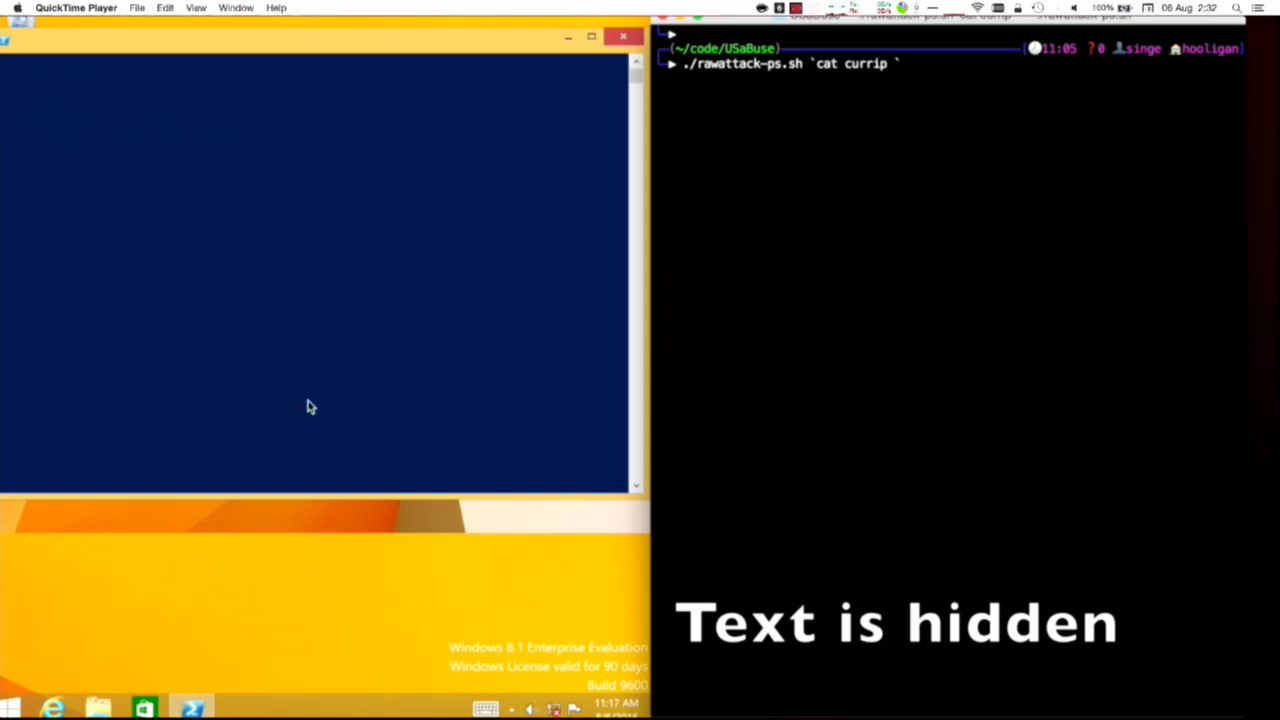 QuickTime Player File Edit View Window Help 100% 06 Aug 2:32
(~/code/USaBuse) [11:05 ?0 singe hooligan]
./rawattack-ps.sh `cat currip `
Text is hidden
Windows 8.1 Enterprise Evaluation
Windows License valid for 90 days
Build 9600
11:17 AM